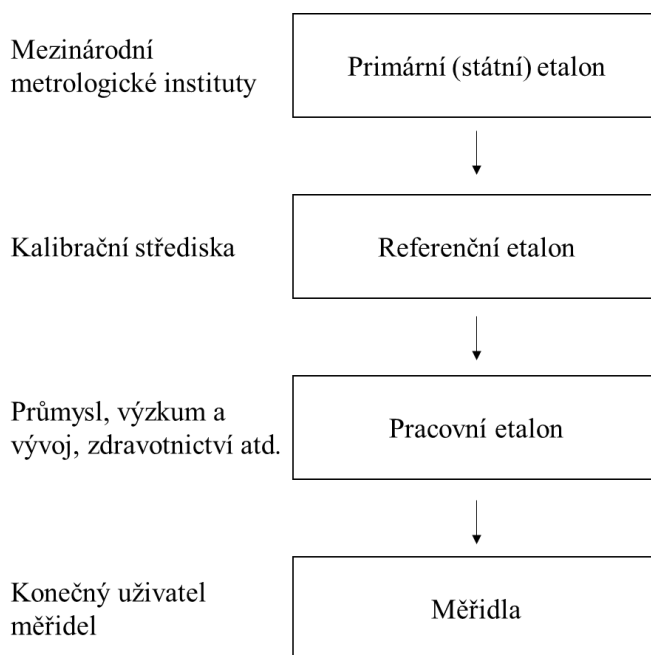 Mezinárodní
metrologické instituty
Primární (státní) etalon
Kalibrační střediska
Referenční etalon
Průmysl, výzkum a
vývoj, zdravotnictví atd.
Pracovní etalon
Konečný uživatel
měřidel
Měřidla